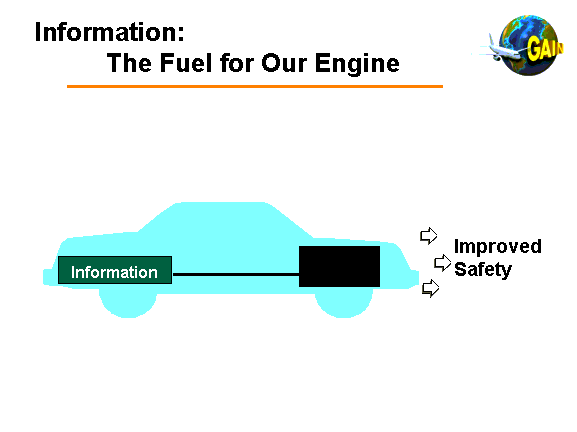 Information:
The Fuel for Our Engine
GAIN
Information
Improved
Safety